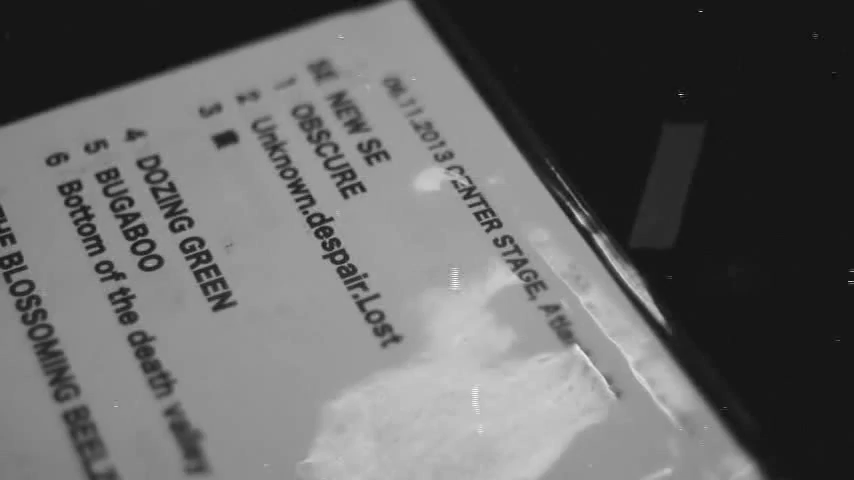 06.11.2013 CENTER STAGE,
SE NEW SE
1 OBSCURE
2 Unknown.despair.Lost
3 ■
4 DOZING GREEN
5 BUGABOO
6 Bottom of the death valley
THE BLOSSOMING